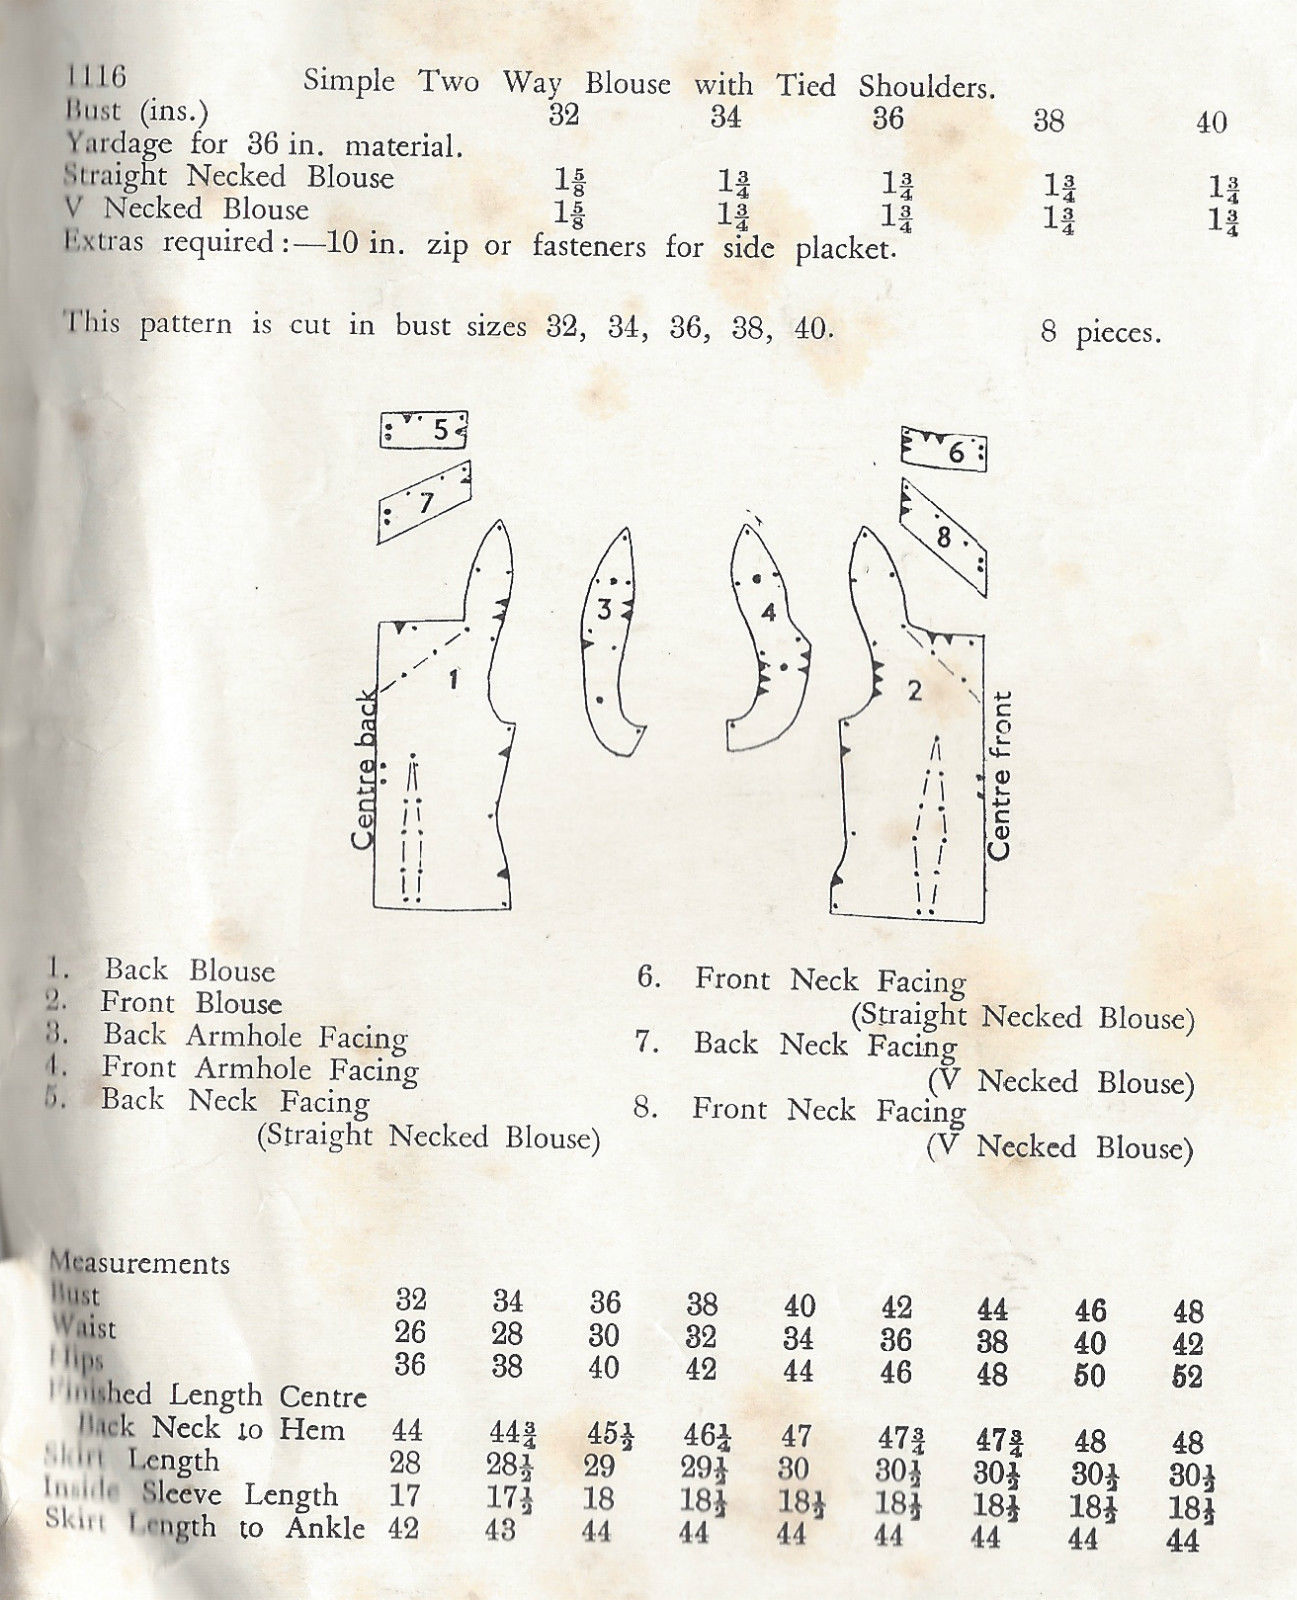 1116 Simple Two Way Blouse with Tied Shoulders.
Bust (ins.) 32 34 36 38 40
Yardage for 36 in. material.
Straight Necked Blouse 1⅝ 1¾ 1¾ 1¾ 1¾
V Necked Blouse 1⅝ 1¾ 1¾ 1¾ 1¾
Extras required:—10 in. zip or fasteners for side placket.
This pattern is cut in bust sizes 32, 34, 36, 38, 40. 8 pieces.
5
6
7
8
3
4
1
2
Centre back
Centre front
1. Back Blouse
2. Front Blouse
3. Back Armhole Facing
4. Front Armhole Facing
5. Back Neck Facing
(Straight Necked Blouse)
6. Front Neck Facing
(Straight Necked Blouse)
7. Back Neck Facing
(V Necked Blouse)
8. Front Neck Facing
(V Necked Blouse)
Measurements
Bust 32 34 36 38 40 42 44 46 48
Waist 26 28 30 32 34 36 38 40 42
Hips 36 38 40 42 44 46 48 50 52
Finished Length Centre
Back Neck to Hem 44 44¾ 45½ 46¼ 47 47¾ 47¾ 48 48
Skirt Length 28 28½ 29 29½ 30 30½ 30½ 30½ 30½
Inside Sleeve Length 17 17½ 18 18½ 18½ 18½ 18½ 18½ 18½
Skirt Length to Ankle 42 43 44 44 44 44 44 44 44